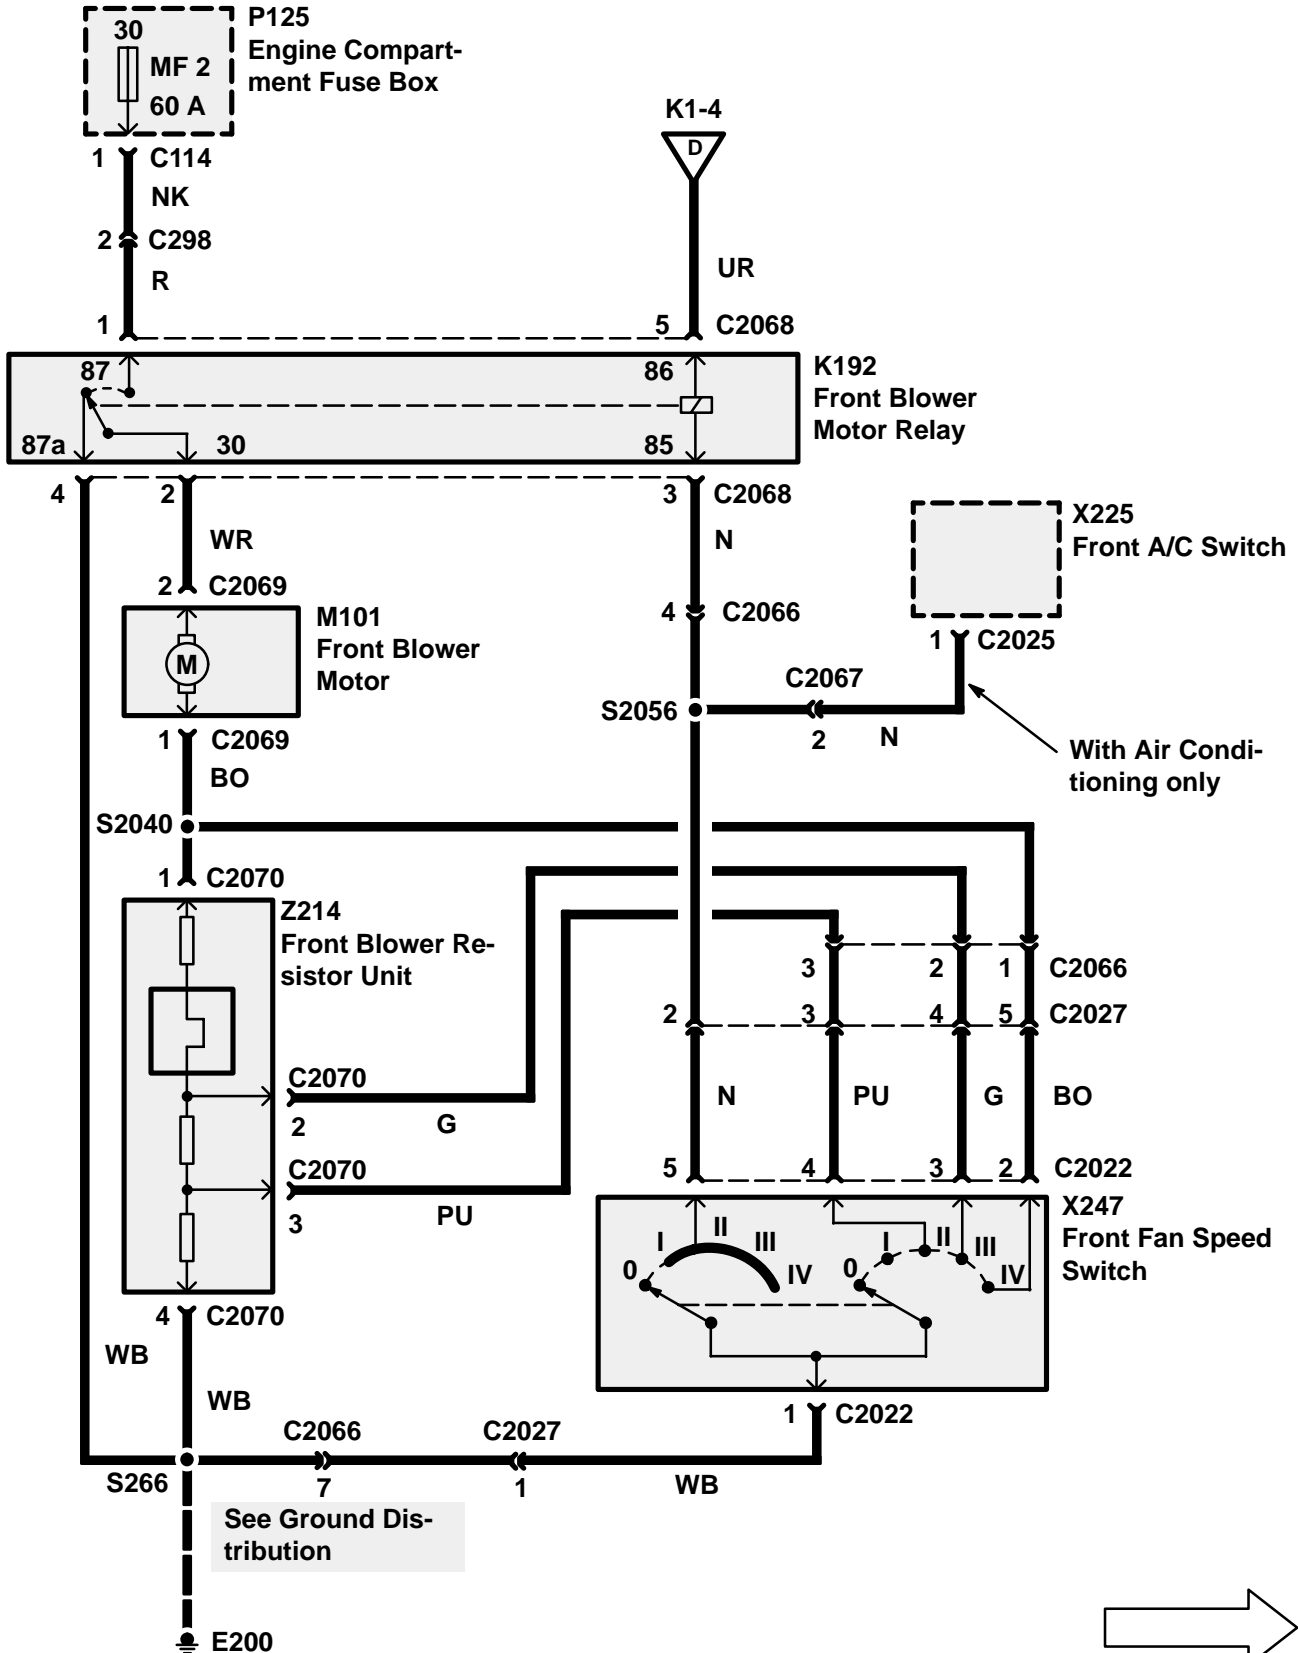 P125
Engine Compart-
ment Fuse Box
30
MF 2
60 A
K1-4
D
1 C114
NK
2 C298
R
UR
1
5 C2068
87
86
K192
Front Blower
Motor Relay
87a
30
85
4
2
3 C2068
X225
Front A/C Switch
WR
N
2 C2069
4 C2066
M101
Front Blower
Motor
M
1 C2025
C2067
S2056
2
N
1 C2069
With Air Condi-
tioning only
BO
S2040
1 C2070
Z214
Front Blower Re-
sistor Unit
3
2
1 C2066
2
3
4
5 C2027
C2070
2
G
N
PU
G
BO
C2070
3
PU
5
4
3
2 C2022
X247
Front Fan Speed
Switch
0
I
II
III
IV
0
I
II
III
IV
4 C2070
WB
WB
1 C2022
C2066
C2027
S266
7
1
WB
See Ground Dis-
tribution
E200